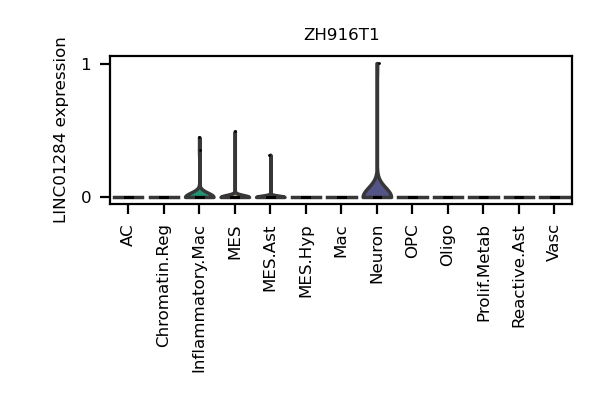 ZH916T1
LINC01284 expression
1
0
AC
Chromatin.Reg
Inflammatory.Mac
MES
MES.Ast
MES.Hyp
Mac
Neuron
OPC
Oligo
Prolif.Metab
Reactive.Ast
Vasc